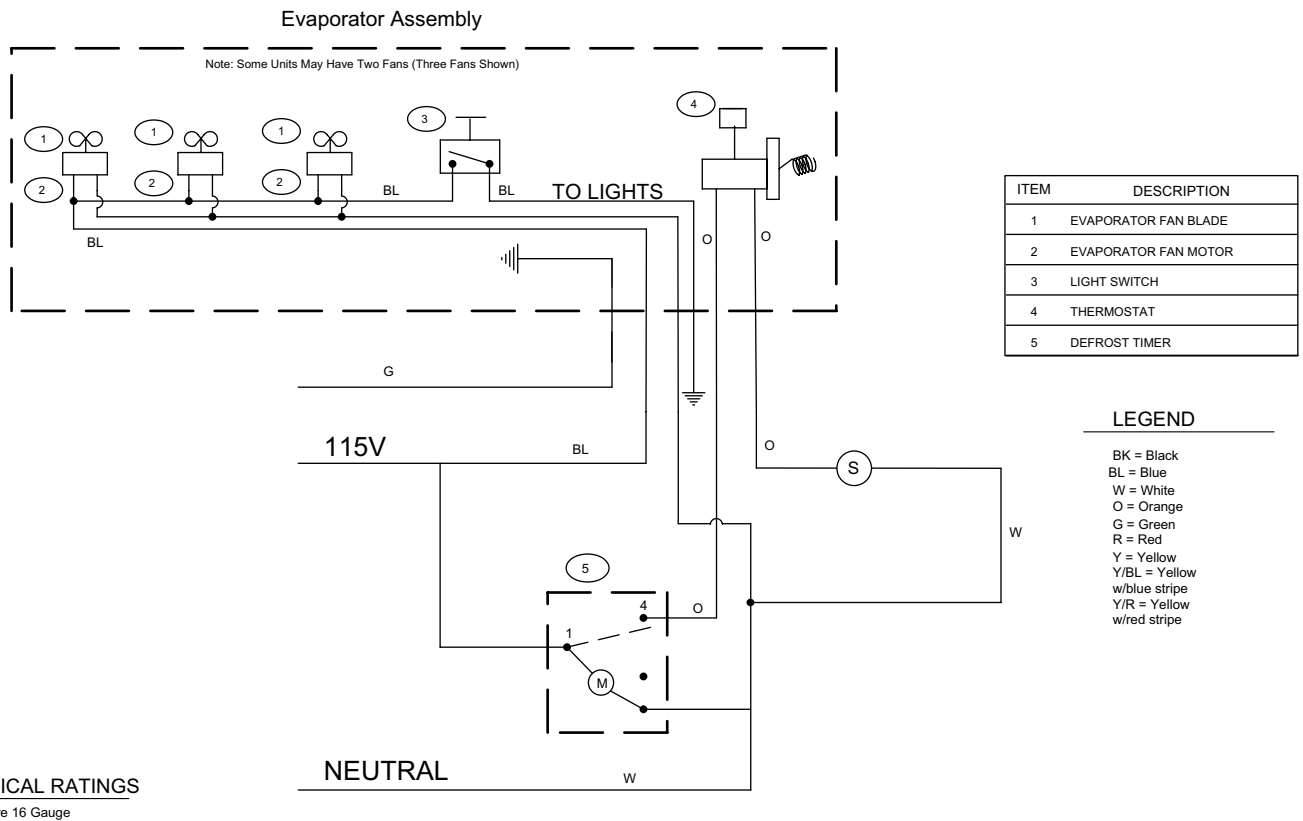 Evaporator Assembly
Note: Some Units May Have Two Fans (Three Fans Shown)
1
1
1
3
4
2
2
2
BL
BL
TO LIGHTS
BL
O
O
G
115V
BL
O
S
W
5
4
O
1
M
NEUTRAL
W
ITEM DESCRIPTION
1 EVAPORATOR FAN BLADE
2 EVAPORATOR FAN MOTOR
3 LIGHT SWITCH
4 THERMOSTAT
5 DEFROST TIMER
LEGEND
BK = Black
BL = Blue
W = White
O = Orange
G = Green
R = Red
Y = Yellow
Y/BL = Yellow
w/blue stripe
Y/R = Yellow
w/red stripe
ICAL RATINGS
e 16 Gauge